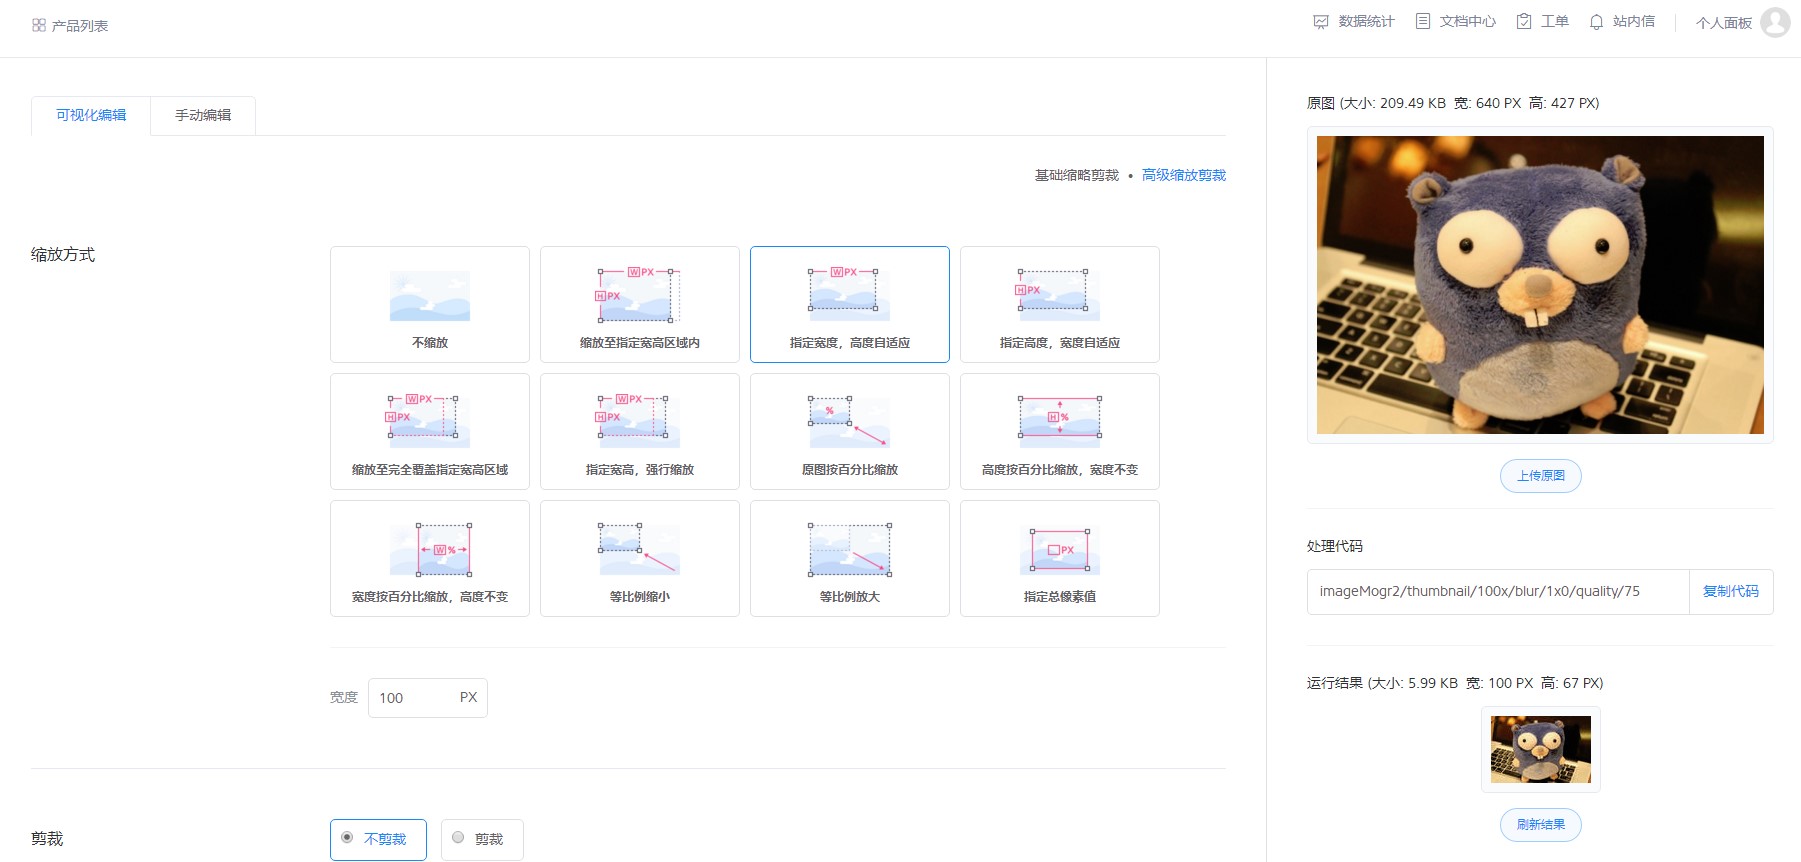 产品列表
数据统计
文档中心
工单
站内信
个人面板
可视化编辑
手动编辑
基础缩略剪裁 • 高级缩放剪裁
缩放方式
不缩放
W PX
H PX
缩放至指定宽高区域内
W PX
指定宽度，高度自适应
H PX
指定高度，宽度自适应
W PX
H PX
缩放至完全覆盖指定宽高区域
W PX
H PX
指定宽高，强行缩放
%
原图按百分比缩放
H %
高度按百分比缩放，宽度不变
W %
宽度按百分比缩放，高度不变
等比例缩小
等比例放大
PX
指定总像素值
宽度 100 PX
剪裁
不剪裁
剪裁
原图 (大小: 209.49 KB 宽: 640 PX 高: 427 PX)
上传原图
处理代码
imageMogr2/thumbnail/100x/blur/1x0/quality/75
复制代码
运行结果 (大小: 5.99 KB 宽: 100 PX 高: 67 PX)
刷新结果